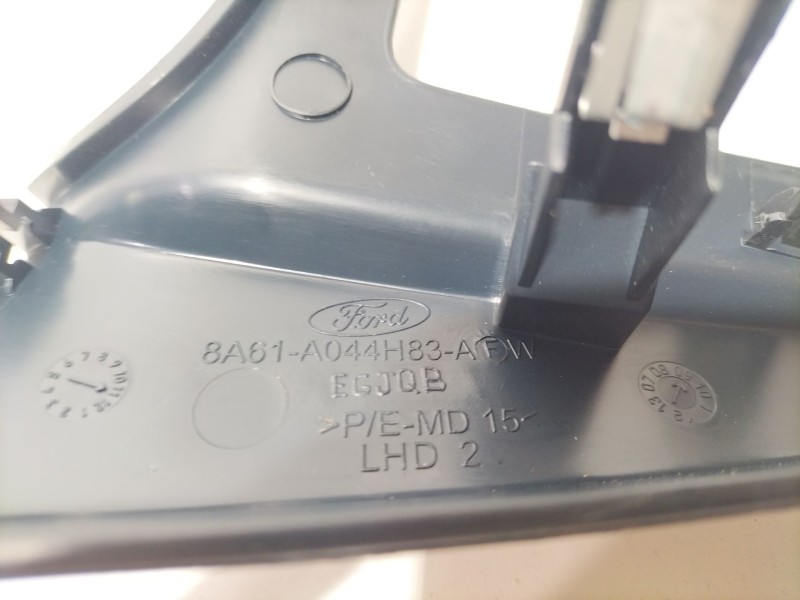 Ford
8A61-A044H83-AFW
EGJQB
>P/E-MD 15<
LHD 2